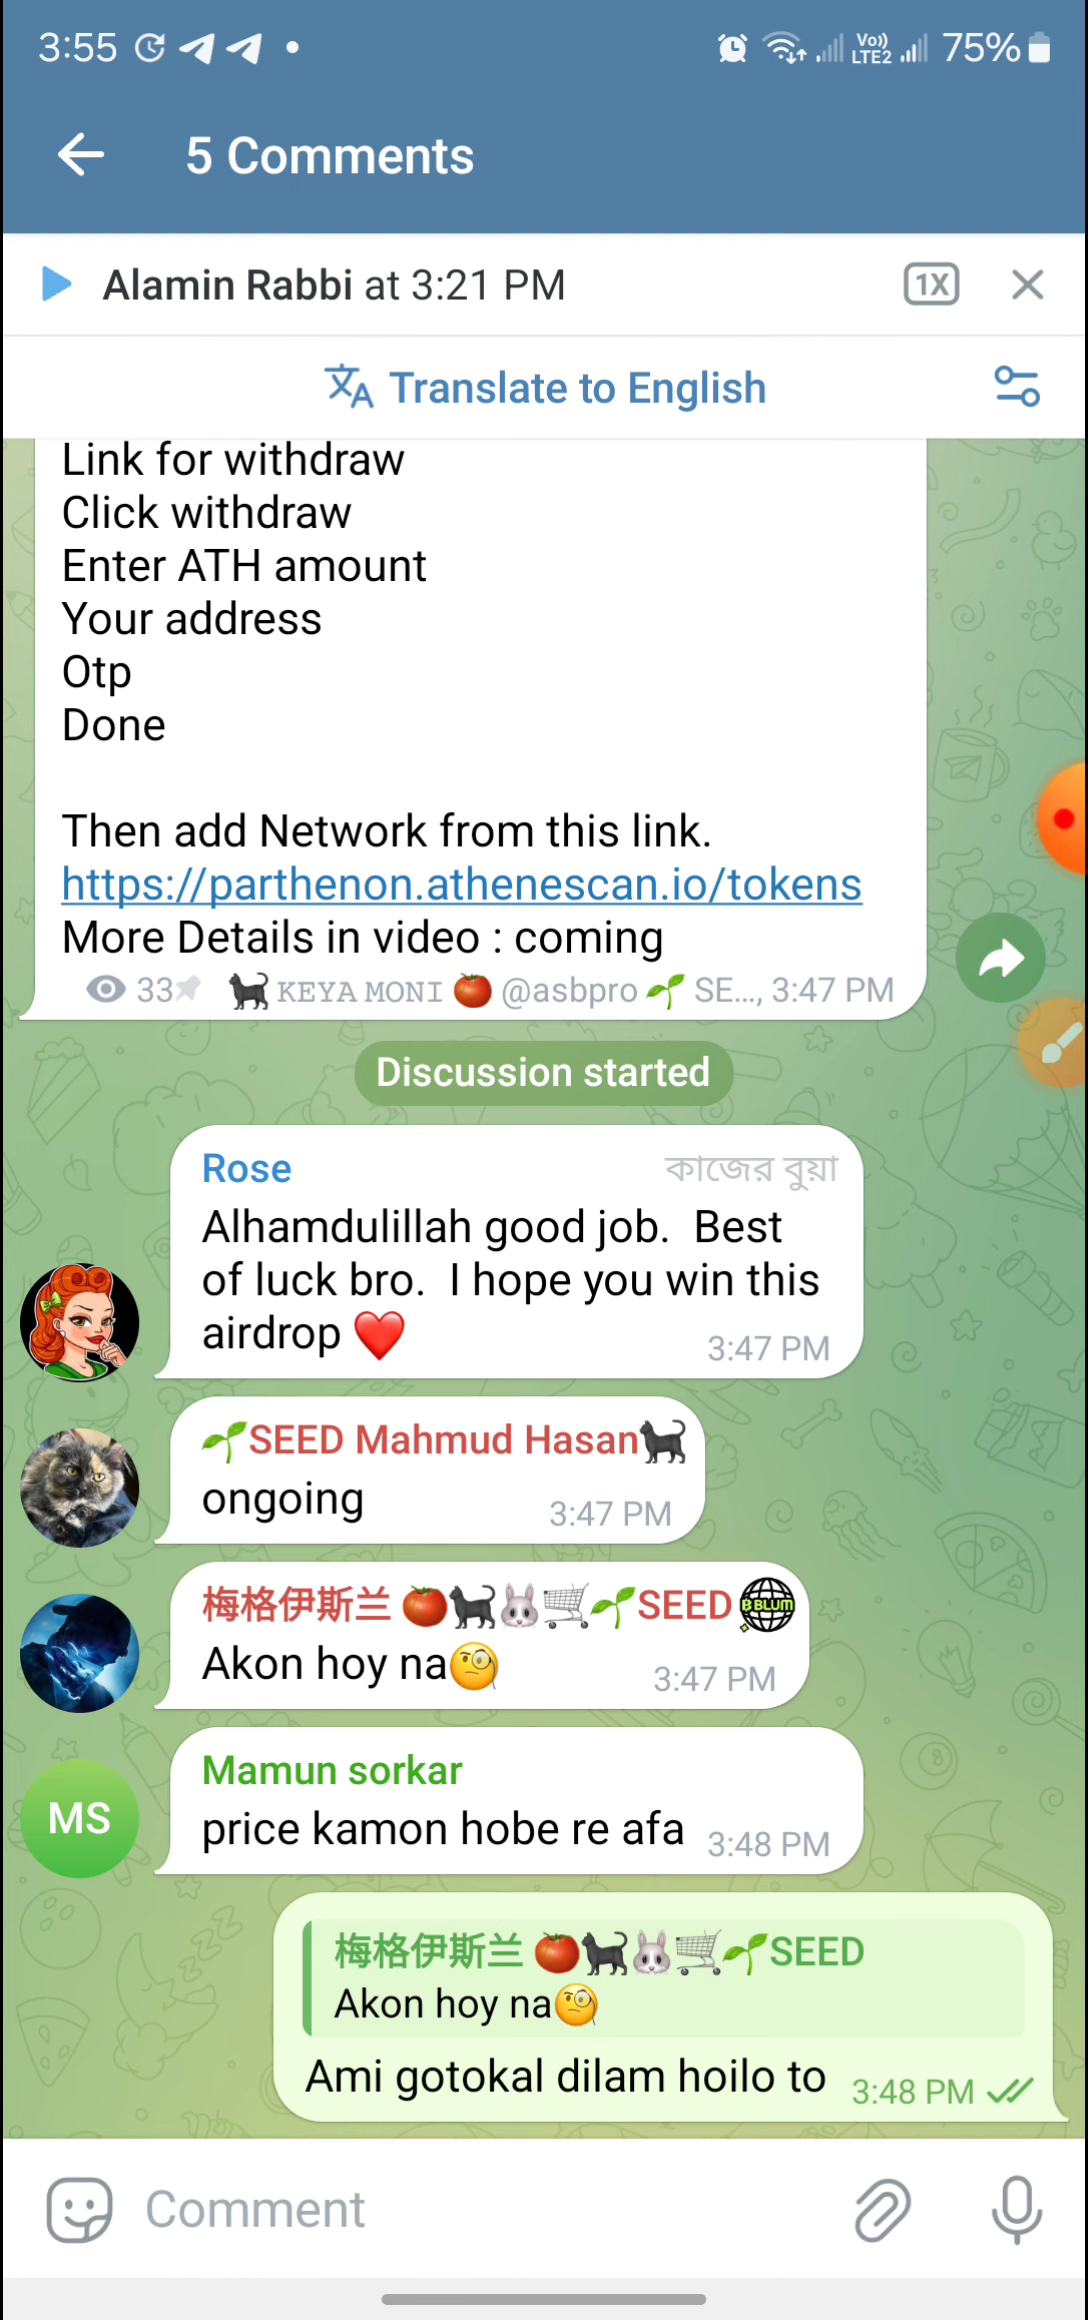 3:55
Vo))
LTE2
75%
5 Comments
Alamin Rabbi at 3:21 PM
1X
Translate to English
Link for withdraw
Click withdraw
Enter ATH amount
Your address
Otp
Done
Then add Network from this link.
https://parthenon.athenescan.io/tokens
More Details in video : coming
33 🐈‍⬛ KEYA MONI 🍅 @asbpro 🌱 SE..., 3:47 PM
Discussion started
Rose কাজের বুয়া
Alhamdulillah good job. Best
of luck bro. I hope you win this
airdrop ❤️ 3:47 PM
🌱SEED Mahmud Hasan🐈‍⬛
ongoing 3:47 PM
梅格伊斯兰 🍅🐈‍⬛🐰🛒🌱SEED BLUM
Akon hoy na🧐 3:47 PM
MS
Mamun sorkar
price kamon hobe re afa 3:48 PM
梅格伊斯兰 🍅🐈‍⬛🐰🛒🌱SEED
Akon hoy na🧐
Ami gotokal dilam hoilo to 3:48 PM
Comment